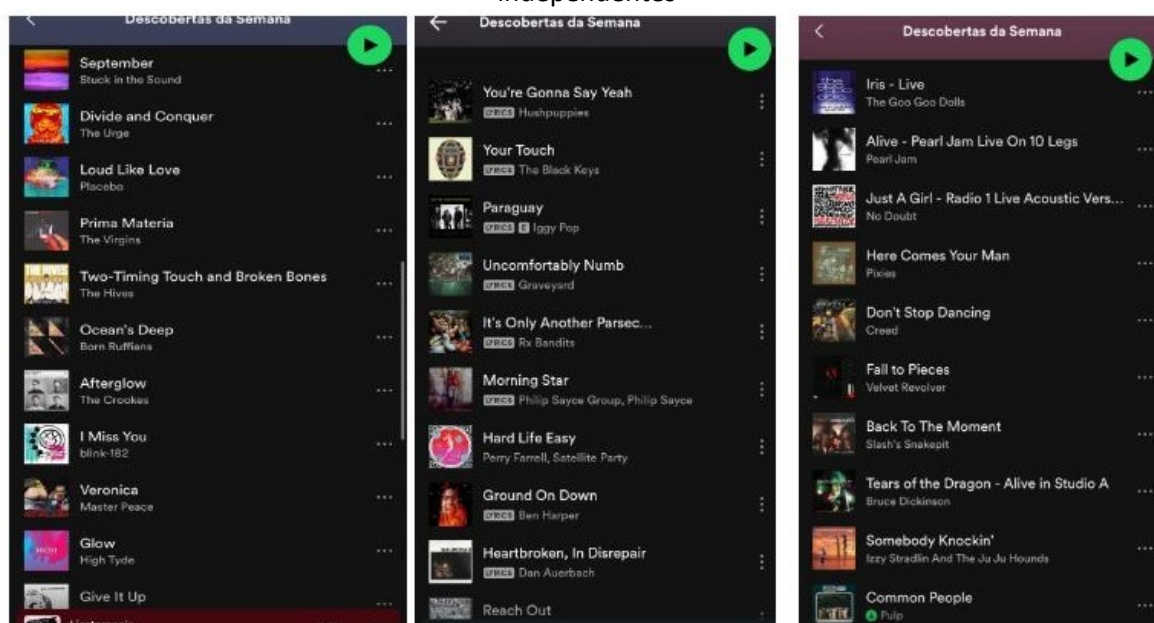 Independentes
Descobertas da Semana
September
Stuck in the Sound
Divide and Conquer
The Urge
Loud Like Love
Placebo
Prima Materia
The Virgins
Two-Timing Touch and Broken Bones
The Hives
Ocean's Deep
Born Ruffians
Afterglow
The Crookes
I Miss You
blink-182
Veronica
Master Peace
Glow
High Tyde
Give It Up
Descobertas da Semana
You're Gonna Say Yeah
LYRICS Hushpuppies
Your Touch
LYRICS The Black Keys
Paraguay
LYRICS E Iggy Pop
Uncomfortably Numb
LYRICS Graveyard
It's Only Another Parsec...
LYRICS Rx Bandits
Morning Star
LYRICS Philip Sayce Group, Philip Sayce
Hard Life Easy
Perry Farrell, Satellite Party
Ground On Down
LYRICS Ben Harper
Heartbroken, In Disrepair
LYRICS Dan Auerbach
Reach Out
Descobertas da Semana
Iris - Live
The Goo Goo Dolls
Alive - Pearl Jam Live On 10 Legs
Pearl Jam
Just A Girl - Radio 1 Live Acoustic Vers...
No Doubt
Here Comes Your Man
Pixies
Don't Stop Dancing
Creed
Fall to Pieces
Velvet Revolver
Back To The Moment
Slash's Snakepit
Tears of the Dragon - Alive in Studio A
Bruce Dickinson
Somebody Knockin'
Izzy Stradlin And The Ju Ju Hounds
Common People
Pulp